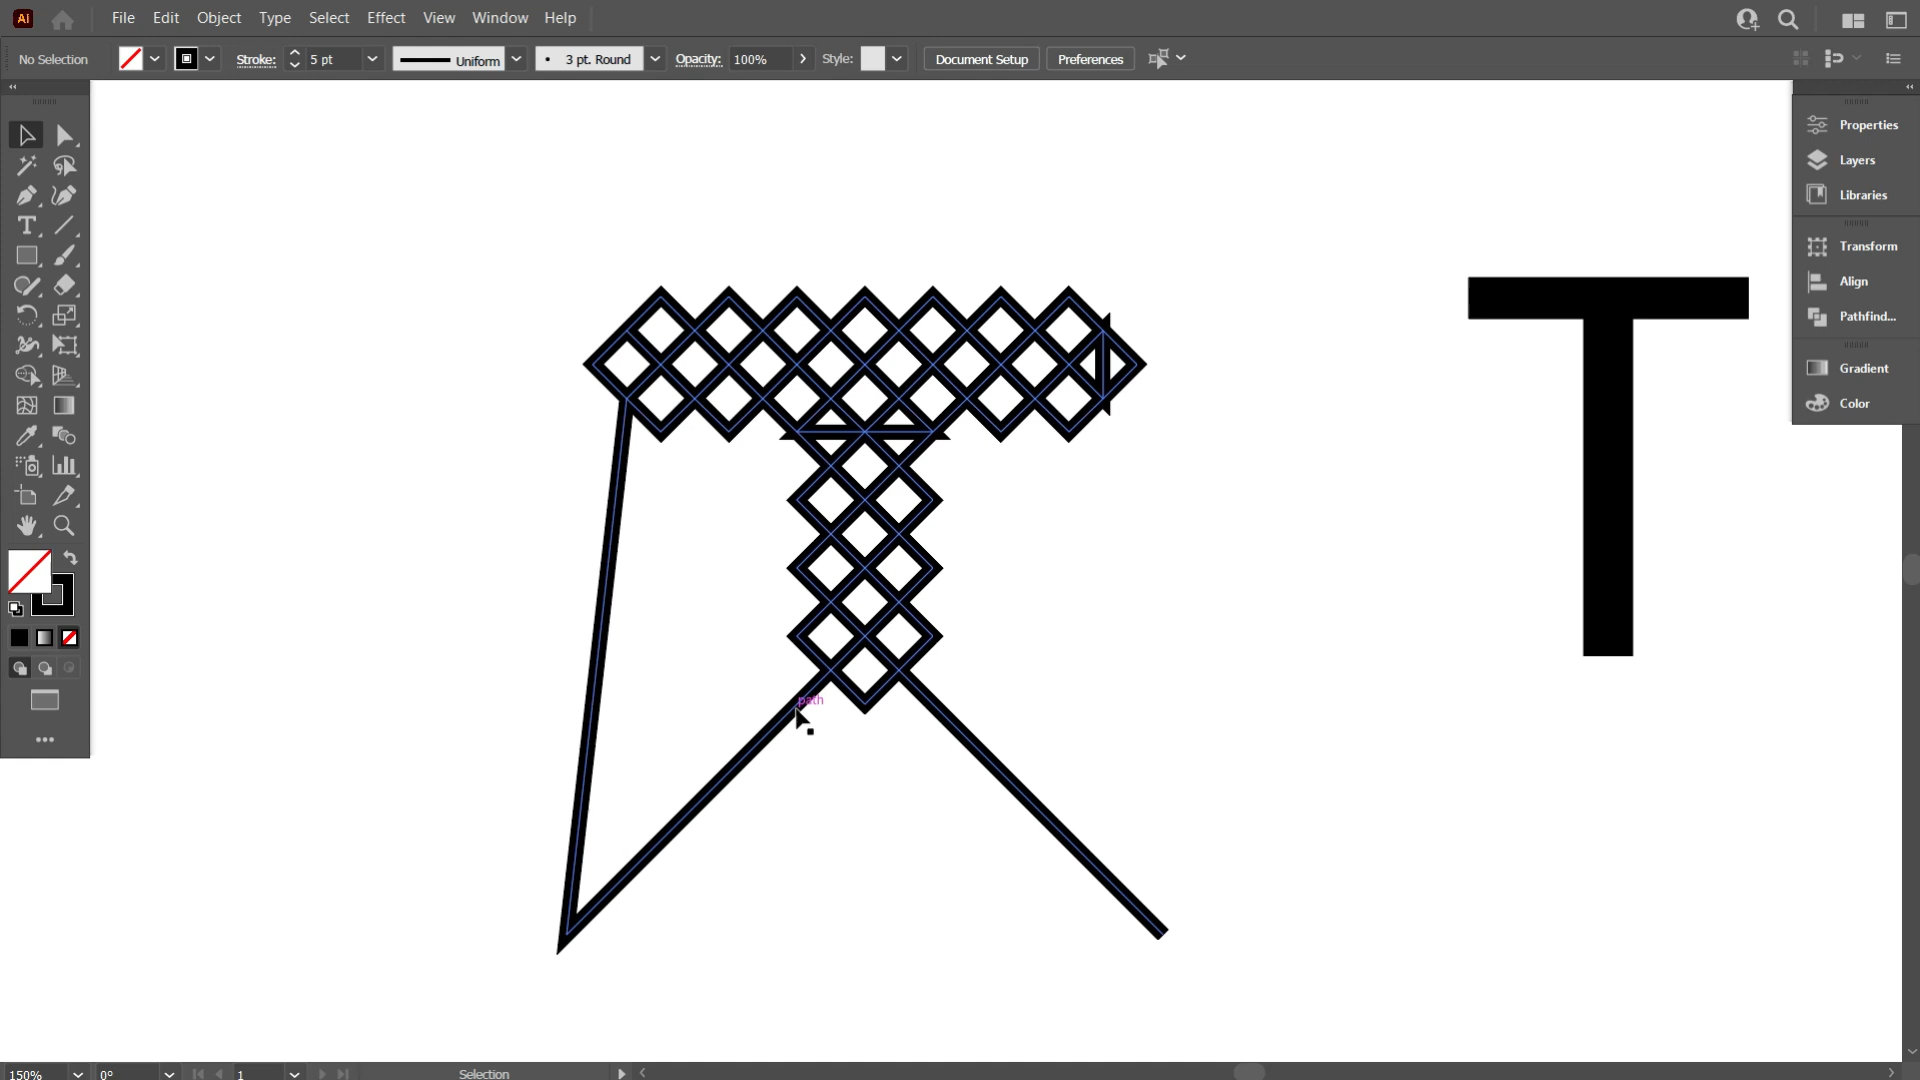 Ai File Edit Object Type Select Effect View Window Help
No Selection Stroke: 5 pt Uniform 3 pt. Round Opacity: 100% Style: Document Setup Preferences
Properties
Layers
Libraries
Transform
Align
Pathfind...
Gradient
Color
T
path
150% 0° 1 Selection